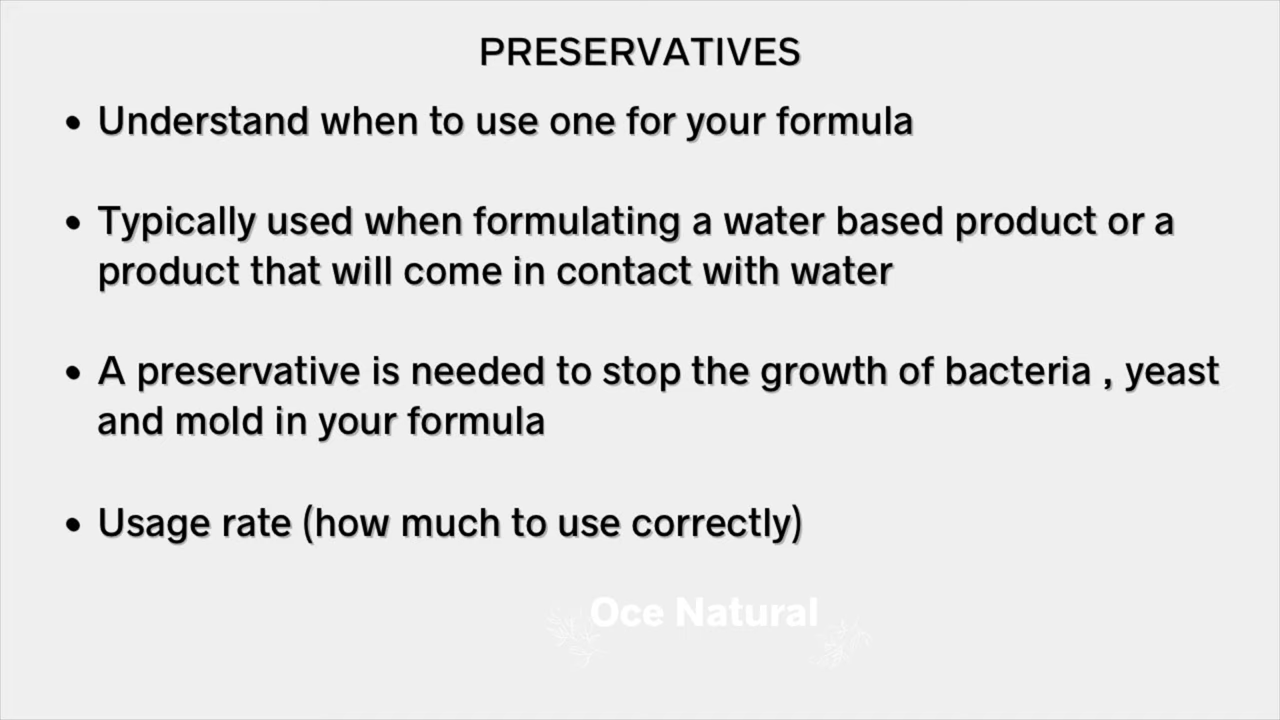 PRESERVATIVES
• Understand when to use one for your formula
• Typically used when formulating a water based product or a
product that will come in contact with water
• A preservative is needed to stop the growth of bacteria , yeast
and mold in your formula
• Usage rate (how much to use correctly)
Oce Natural